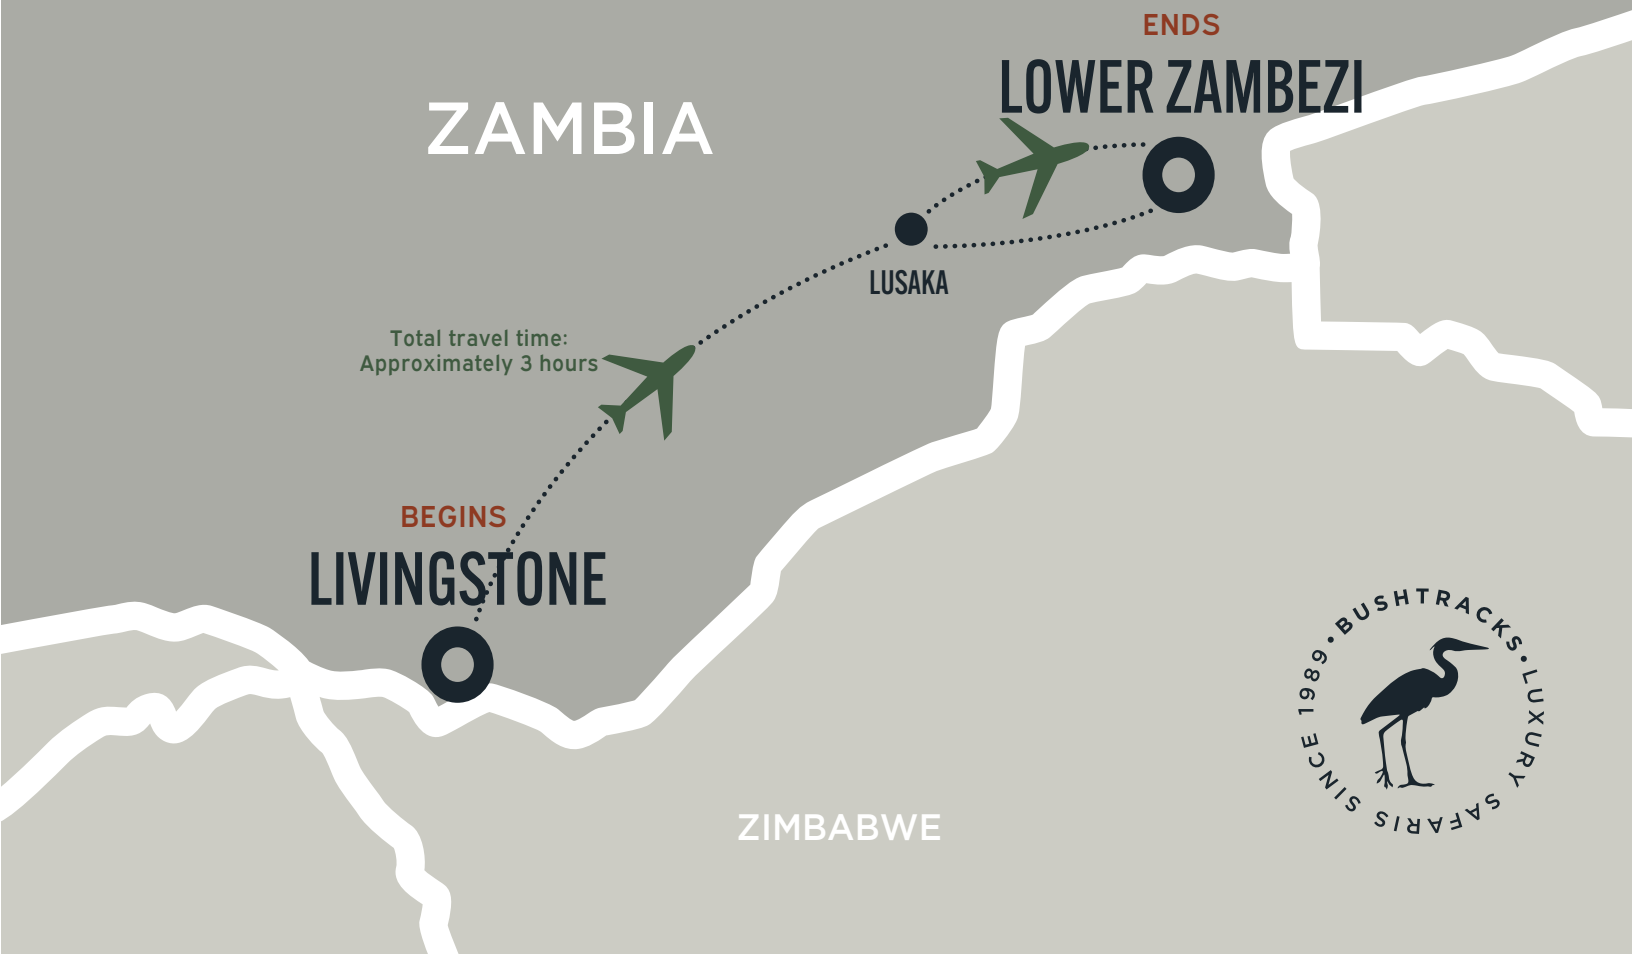 ENDS
LOWER ZAMBEZI
ZAMBIA
LUSAKA
Total travel time:
Approximately 3 hours
BEGINS
LIVINGSTONE
ZIMBABWE
•BUSHTRACKS•LUXURY SAFARIS SINCE 1989